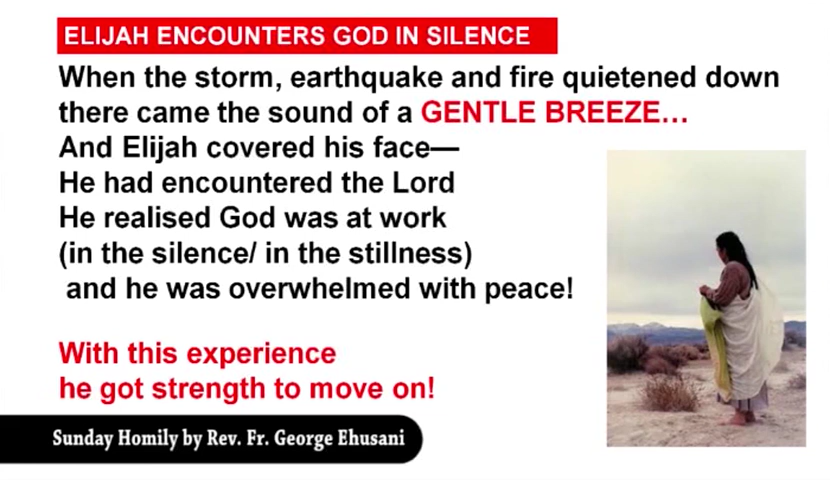 ELIJAH ENCOUNTERS GOD IN SILENCE
When the storm, earthquake and fire quietened down
there came the sound of a GENTLE BREEZE...
And Elijah covered his face—
He had encountered the Lord
He realised God was at work
(in the silence/ in the stillness)
and he was overwhelmed with peace!
With this experience
he got strength to move on!
Sunday Homily by Rev. Fr. George Ehusani